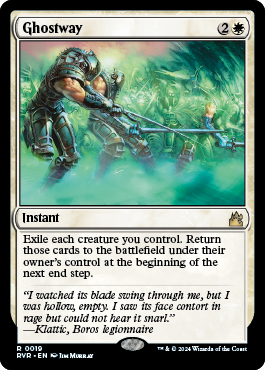 Ghostway 2
Instant
Exile each creature you control. Return
those cards to the battlefield under their
owner's control at the beginning of the
next end step.
"I watched its blade swing through me, but I
was hollow, empty. I saw its face contort in
rage but could not hear it snarl."
—Klattic, Boros legionnaire
R 0019
RVR • EN JIM MURRAY
™ & © 2024 Wizards of the Coast